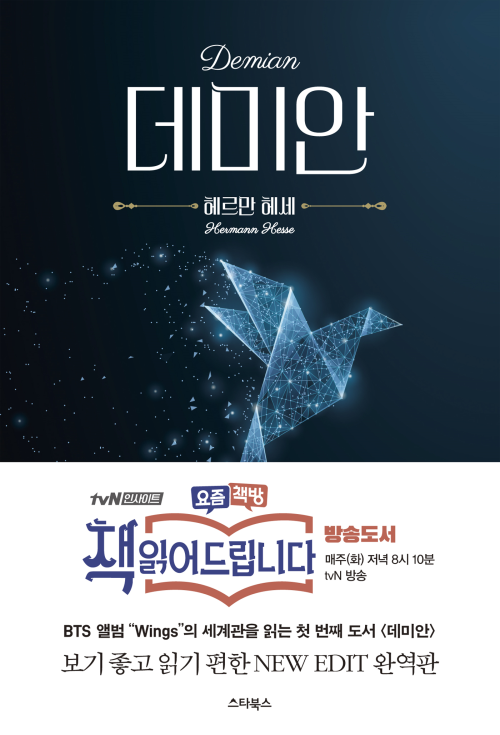 Demian
데미안
헤르만 헤세
Hermann Hesse
tvN 인사이트
요즘책방
책 읽어드립니다
방송도서
매주(화) 저녁 8시 10분
tvN 방송
BTS 앨범 “Wings”의 세계관을 읽는 첫 번째 도서 〈데미안〉
보기 좋고 읽기 편한 NEW EDIT 완역판
스타북스